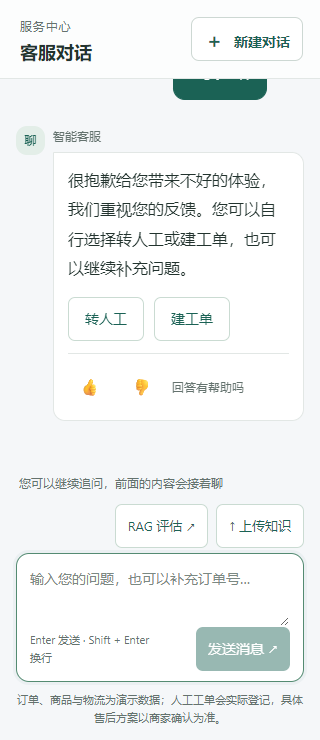 服务中心
客服对话
+ 新建对话
聊
智能客服
很抱歉给您带来不好的体验，
我们重视您的反馈。您可以自
行选择转人工或建工单，也可
以继续补充问题。
转人工
建工单
👍 👎 回答有帮助吗
您可以继续追问，前面的内容会接着聊
RAG 评估 ↗
↑ 上传知识
输入您的问题，也可以补充订单号...
Enter 发送 · Shift + Enter
换行
发送消息 ↗
订单、商品与物流为演示数据；人工工单会实际登记，具体
售后方案以商家确认为准。